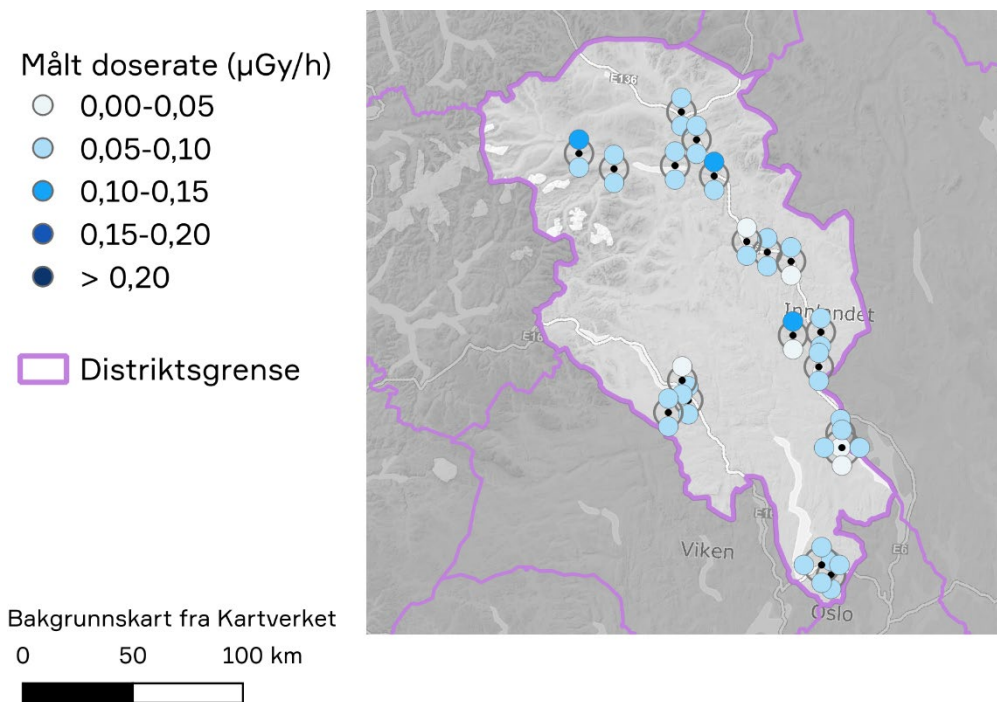 Målt doserate (µGy/h)
0,00-0,05
0,05-0,10
0,10-0,15
0,15-0,20
> 0,20
Distriktsgrense
Bakgrunnskart fra Kartverket
0 50 100 km
E136
Innlandet
E16
E16
Viken
E6
Oslo